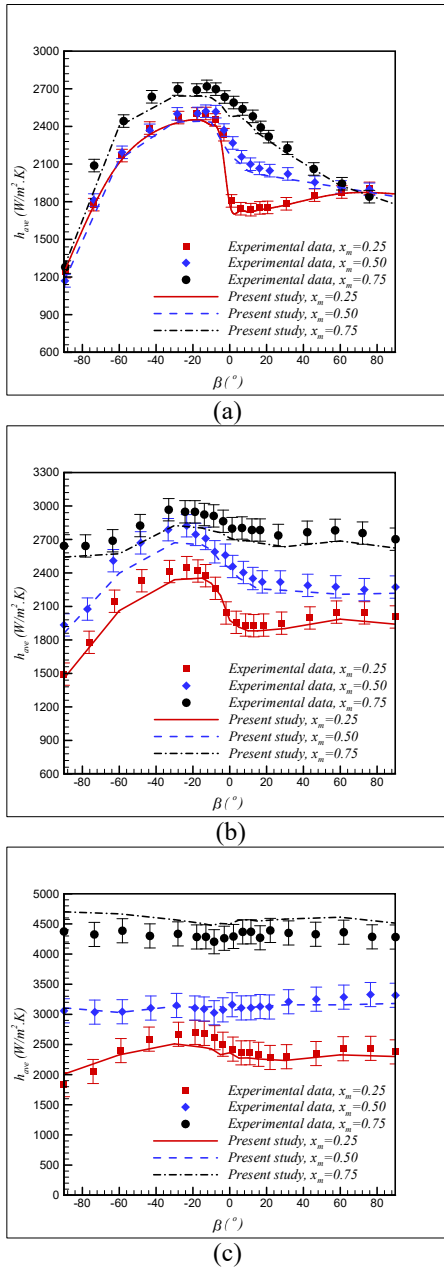 3000
2700
2400
2100
1800
1500
1200
900
600
h_ave (W/m².K)
Experimental data, x_m=0.25
Experimental data, x_m=0.50
Experimental data, x_m=0.75
Present study, x_m=0.25
Present study, x_m=0.50
Present study, x_m=0.75
-80 -60 -40 -20 0 20 40 60 80
β(°)
(a)
3300
3000
2700
2400
2100
1800
1500
1200
900
600
h_ave (W/m².K)
Experimental data, x_m=0.25
Experimental data, x_m=0.50
Experimental data, x_m=0.75
Present study, x_m=0.25
Present study, x_m=0.50
Present study, x_m=0.75
-80 -60 -40 -20 0 20 40 60 80
β(°)
(b)
5000
4500
4000
3500
3000
2500
2000
1500
1000
500
0
h_ave (W/m².K)
Experimental data, x_m=0.25
Experimental data, x_m=0.50
Experimental data, x_m=0.75
Present study, x_m=0.25
Present study, x_m=0.50
Present study, x_m=0.75
-80 -60 -40 -20 0 20 40 60 80
β(°)
(c)